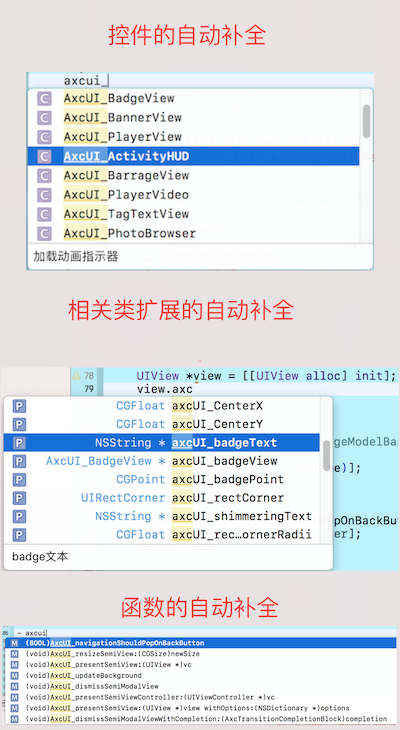 控件的自动补全
axcui_
C AxcUI_BadgeView
C AxcUI_BannerView
C AxcUI_PlayerView
C AxcUI_ActivityHUD
C AxcUI_BarrageView
C AxcUI_PlayerVideo
C AxcUI_TagTextView
C AxcUI_PhotoBrowser
加载动画指示器
相关类扩展的自动补全
78 UIView *view = [[UIView alloc] init];
79 view.axc
P CGFloat axcUI_CenterX
P CGFloat axcUI_CenterY
P NSString * axcUI_badgeText geModelBa
P AxcUI_BadgeView * axcUI_badgeView e)];
P CGPoint axcUI_badgePoint
P UIRectCorner axcUI_rectCorner
P NSString * axcUI_shimmeringText pOnBackBut
P CGFloat axcUI_rec…ornerRadii er];
badge文本
函数的自动补全
86 - axcui
M (BOOL)AxcUI_navigationShouldPopOnBackButton
M (void)AxcUI_resizeSemiView:(CGSize)newSize
M (void)AxcUI_presentSemiView:(UIView *)vc
M (void)AxcUI_updateBackground
M (void)AxcUI_dismissSemiModalView
M (void)AxcUI_presentSemiViewController:(UIViewController *)vc
M (void)AxcUI_presentSemiView:(UIView *)view withOptions:(NSDictionary *)options
M (void)AxcUI_dismissSemiModalViewWithCompletion:(AxcTransitionCompletionBlock)completion